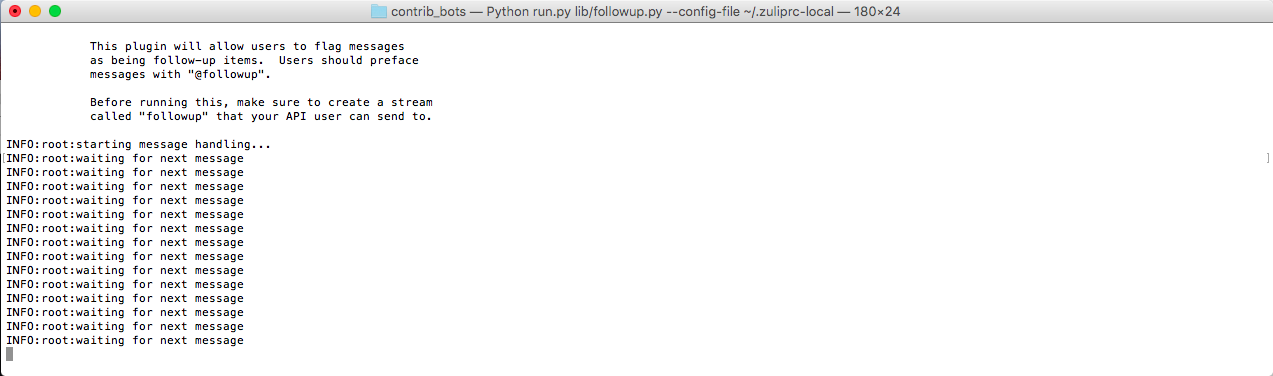 contrib_bots — Python run.py lib/followup.py --config-file ~/.zuliprc-local — 180×24
This plugin will allow users to flag messages
as being follow-up items.  Users should preface
messages with "@followup".
Before running this, make sure to create a stream
called "followup" that your API user can send to.
INFO:root:starting message handling...
[INFO:root:waiting for next message ]
INFO:root:waiting for next message
INFO:root:waiting for next message
INFO:root:waiting for next message
INFO:root:waiting for next message
INFO:root:waiting for next message
INFO:root:waiting for next message
INFO:root:waiting for next message
INFO:root:waiting for next message
INFO:root:waiting for next message
INFO:root:waiting for next message
INFO:root:waiting for next message
INFO:root:waiting for next message
INFO:root:waiting for next message